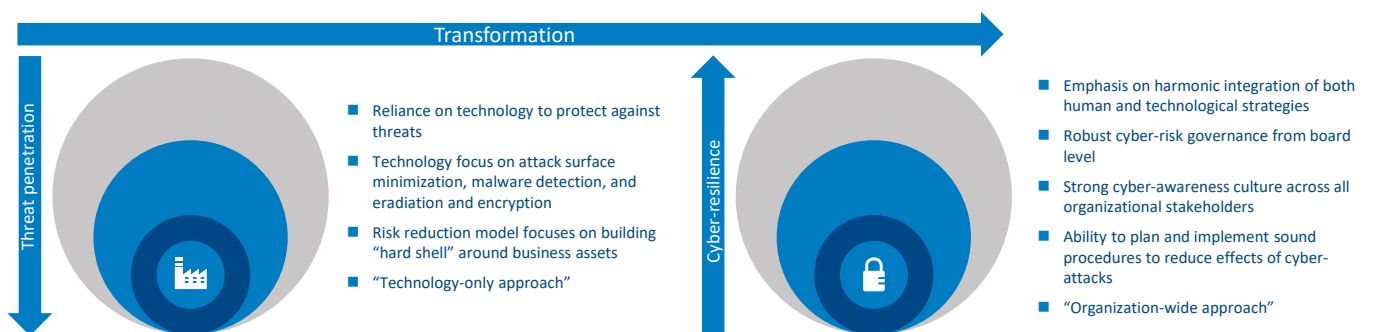 Transformation
Threat penetration
Reliance on technology to protect against
threats
Technology focus on attack surface
minimization, malware detection, and
eradiation and encryption
Risk reduction model focuses on building
“hard shell” around business assets
“Technology-only approach”
Cyber-resilience
Emphasis on harmonic integration of both
human and technological strategies
Robust cyber-risk governance from board
level
Strong cyber-awareness culture across all
organizational stakeholders
Ability to plan and implement sound
procedures to reduce effects of cyber-
attacks
“Organization-wide approach”